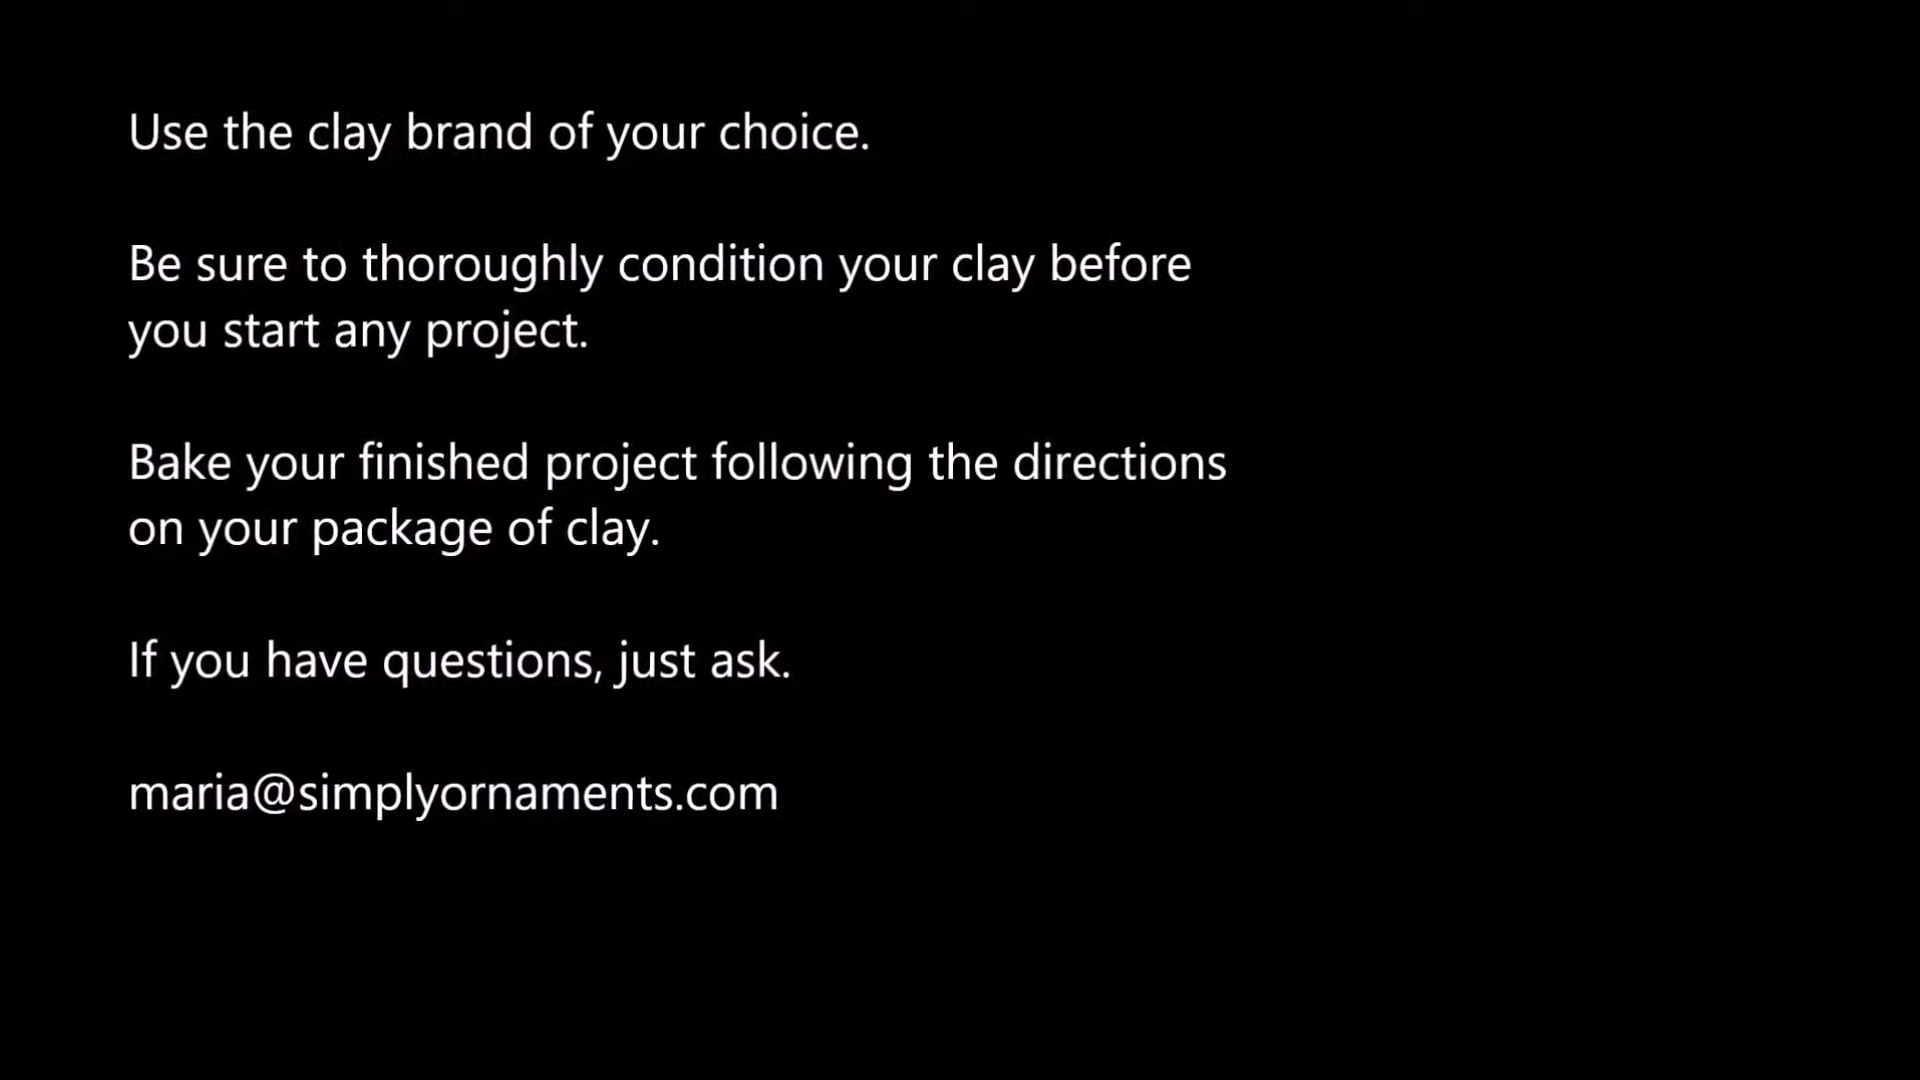 Use the clay brand of your choice.
Be sure to thoroughly condition your clay before
you start any project.
Bake your finished project following the directions
on your package of clay.
If you have questions, just ask.
maria@simplyornaments.com